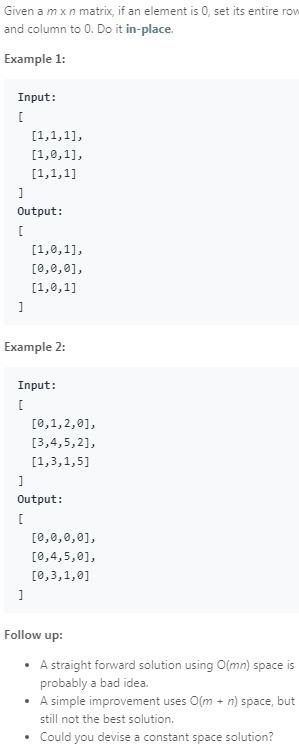 Given a m x n matrix, if an element is 0, set its entire row
and column to 0. Do it in-place.
Example 1:
Input:
[
[1,1,1],
[1,0,1],
[1,1,1]
]
Output:
[
[1,0,1],
[0,0,0],
[1,0,1]
]
Example 2:
Input:
[
[0,1,2,0],
[3,4,5,2],
[1,3,1,5]
]
Output:
[
[0,0,0,0],
[0,4,5,0],
[0,3,1,0]
]
Follow up:
• A straight forward solution using O(mn) space is
probably a bad idea.
• A simple improvement uses O(m + n) space, but
still not the best solution.
• Could you devise a constant space solution?